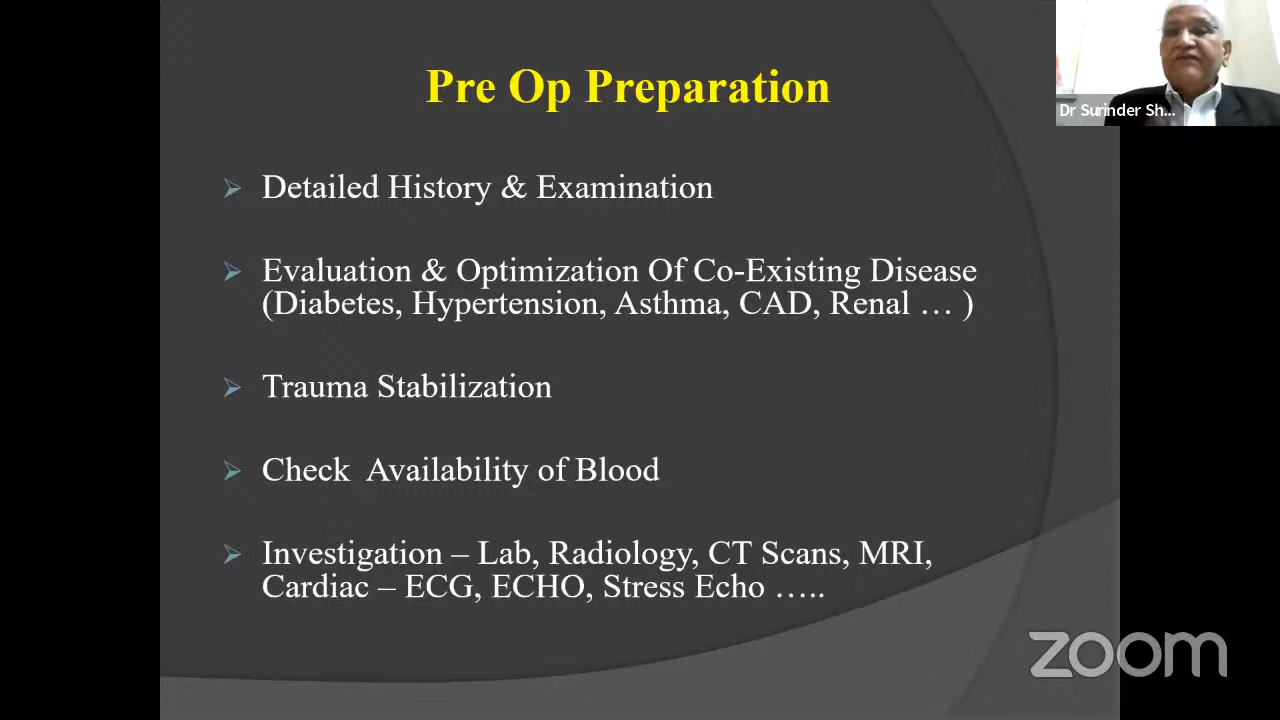 Pre Op Preparation
Dr Surinder Sh...
Detailed History & Examination
Evaluation & Optimization Of Co-Existing Disease
(Diabetes, Hypertension, Asthma, CAD, Renal … )
Trauma Stabilization
Check  Availability of Blood
Investigation – Lab, Radiology, CT Scans, MRI,
Cardiac – ECG, ECHO, Stress Echo …..
zoom